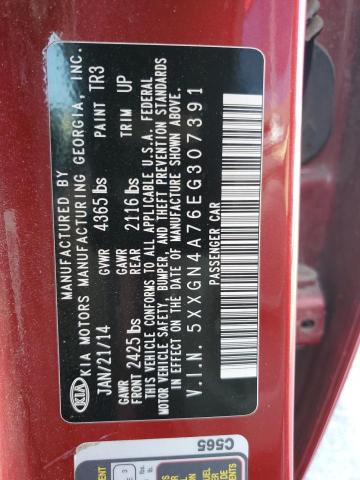 MANUFACTURED BY
KIA MOTORS MANUFACTURING GEORGIA, INC.
KIA
JAN/21/14 GVWR 4365 lbs PAINT TR3
GAWR FRONT 2425 lbs GAWR REAR 2116 lbs TRIM UP
THIS VEHICLE CONFORMS TO ALL APPLICABLE U.S.A. FEDERAL
MOTOR VEHICLE SAFETY, BUMPER, AND THEFT PREVENTION STANDARDS
IN EFFECT ON THE DATE OF MANUFACTURE SHOWN ABOVE.
V.I.N. 5XXGN4A76EG307391
PASSENGER CAR
C565